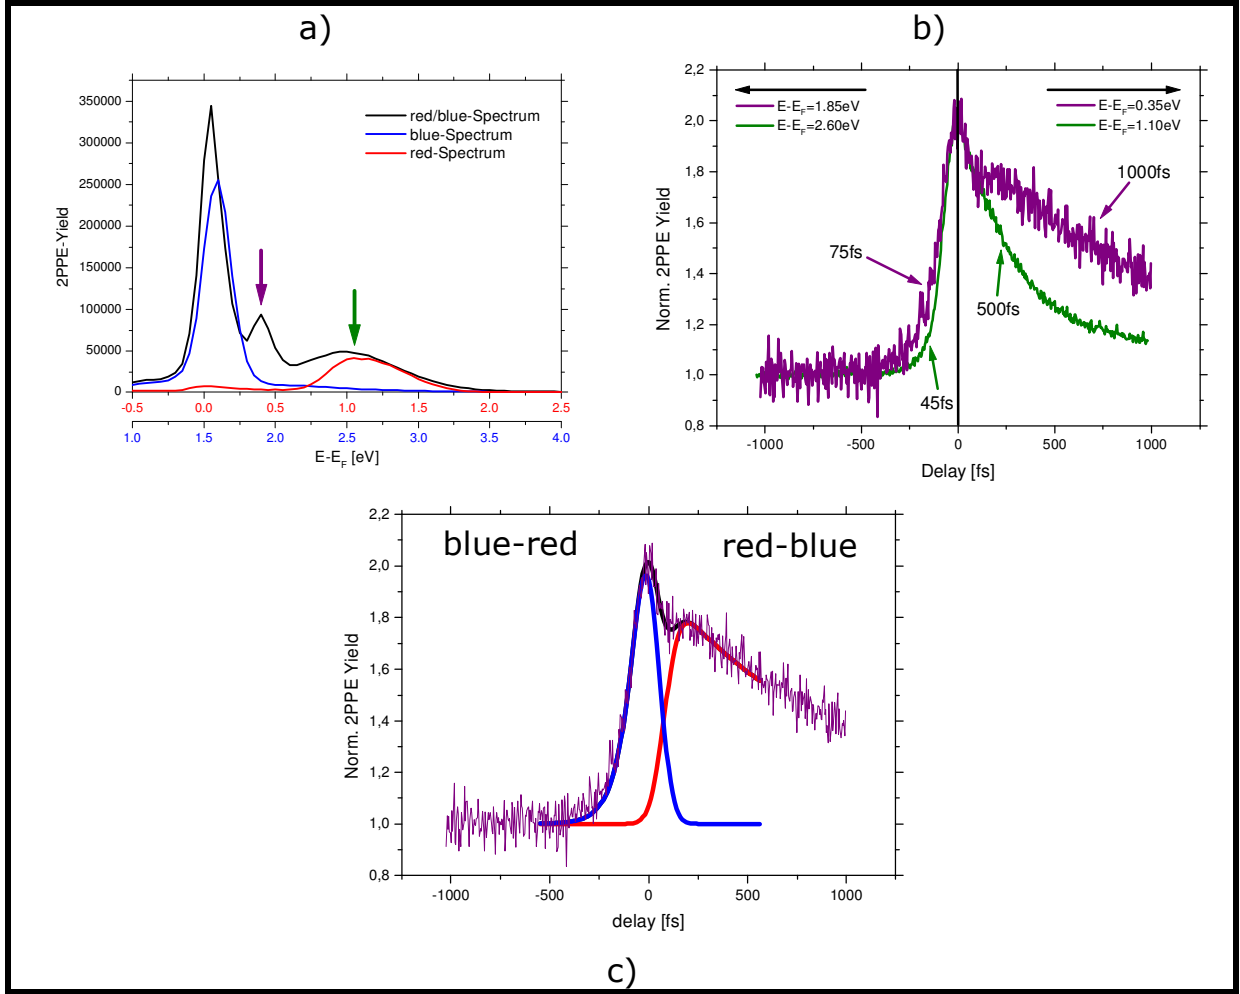 a)
350000
300000
250000
200000
150000
100000
50000
0
2PPE-Yield
red/blue-Spectrum
blue-Spectrum
red-Spectrum
-0.5 0.0 0.5 1.0 1.5 2.0 2.5
1.0 1.5 2.0 2.5 3.0 3.5 4.0
E-EF [eV]
b)
2,2
2,0
1,8
1,6
1,4
1,2
1,0
0,8
Norm. 2PPE Yield
E-EF=1.85eV
E-EF=2.60eV
E-EF=0.35eV
E-EF=1.10eV
1000fs
75fs
500fs
45fs
-1000 -500 0 500 1000
Delay [fs]
2,2
2,0
1,8
1,6
1,4
1,2
1,0
0,8
Norm. 2PPE Yield
blue-red red-blue
-1000 -500 0 500 1000
delay [fs]
c)